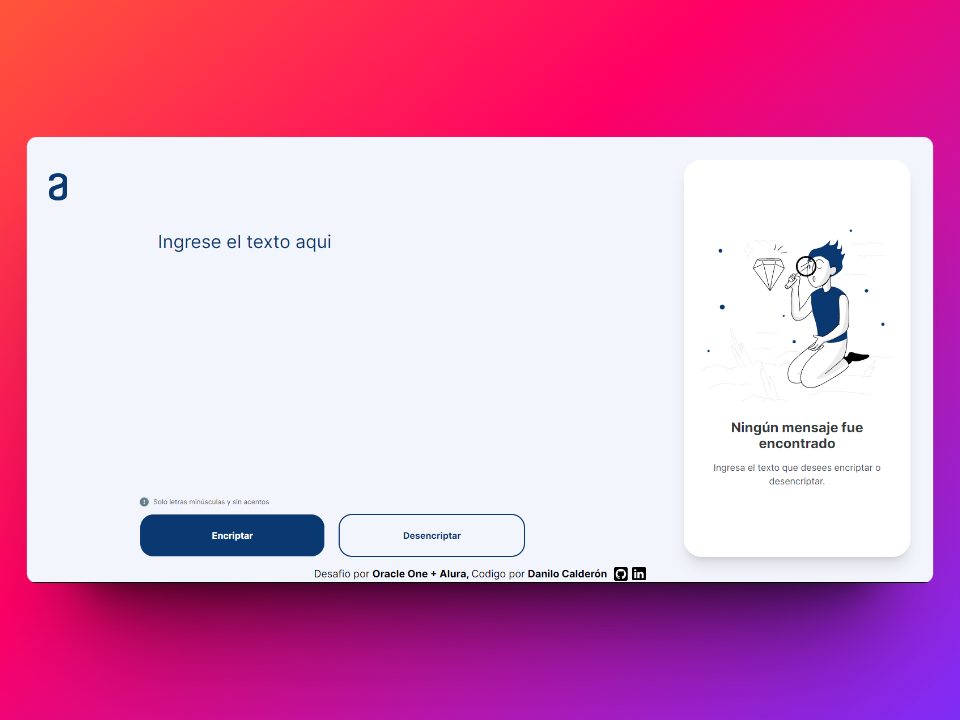 a
Ingrese el texto aqui
Ningún mensaje fue
encontrado
Ingresa el texto que desees encriptar o
desencriptar.
Solo letras minúsculas y sin acentos
Encriptar
Desencriptar
Desafio por Oracle One + Alura, Codigo por Danilo Calderón
in